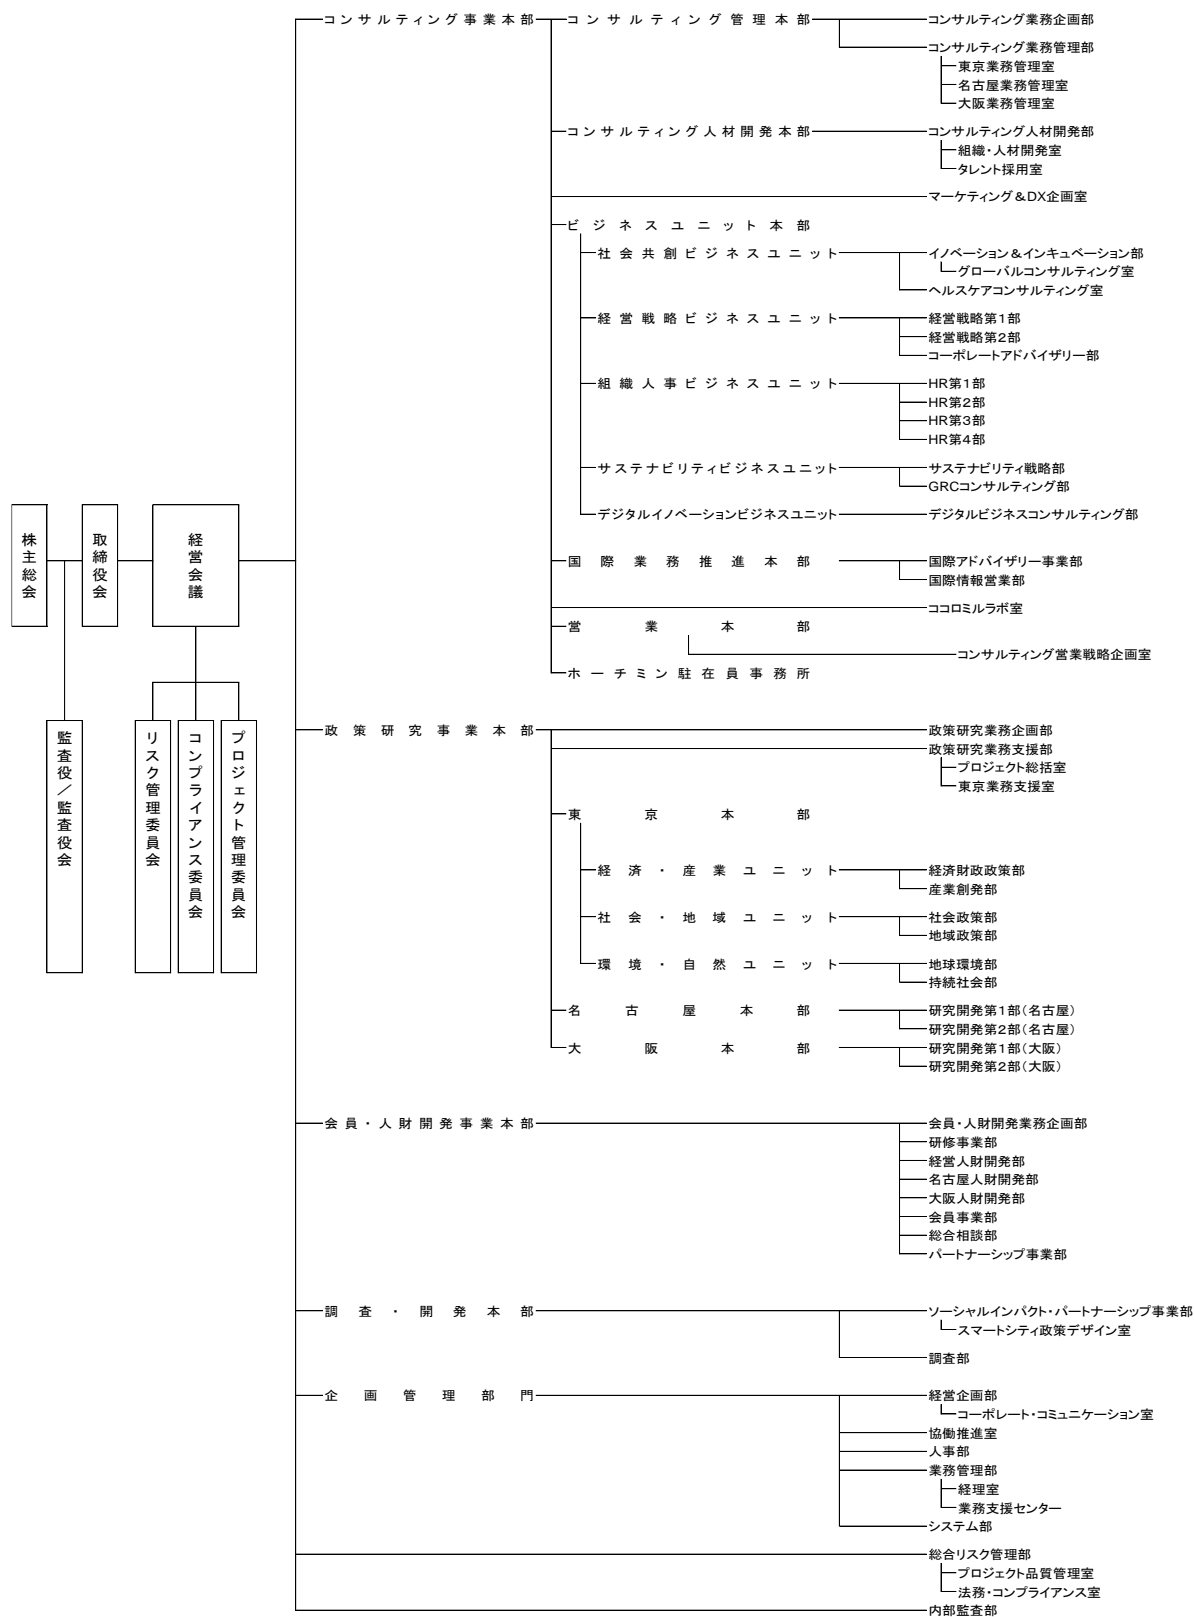 コンサルティング事業本部
コンサルティング管理本部
コンサルティング業務企画部
コンサルティング業務管理部
東京業務管理室
名古屋業務管理室
大阪業務管理室
コンサルティング人材開発本部
コンサルティング人材開発部
組織・人材開発室
タレント採用室
マーケティング&DX企画室
ビジネスユニット本部
社会共創ビジネスユニット
イノベーション&インキュベーション部
グローバルコンサルティング室
ヘルスケアコンサルティング室
経営戦略ビジネスユニット
経営戦略第1部
経営戦略第2部
コーポレートアドバイザリー部
組織人事ビジネスユニット
HR第1部
HR第2部
HR第3部
HR第4部
サステナビリティビジネスユニット
サステナビリティ戦略部
GRCコンサルティング部
デジタルイノベーションビジネスユニット
デジタルビジネスコンサルティング部
株主総会
取締役会
経営会議
国際業務推進本部
国際アドバイザリー事業部
国際情報営業部
ココロミルラボ室
営業本部
コンサルティング営業戦略企画室
ホーチミン駐在員事務所
監査役/監査役会
リスク管理委員会
コンプライアンス委員会
プロジェクト管理委員会
政策研究事業本部
政策研究業務企画部
政策研究業務支援部
プロジェクト総括室
東京業務支援室
東京本部
経済・産業ユニット
経済財政政策部
産業創発部
社会・地域ユニット
社会政策部
地域政策部
環境・自然ユニット
地球環境部
持続社会部
名古屋本部
研究開発第1部(名古屋)
研究開発第2部(名古屋)
大阪本部
研究開発第1部(大阪)
研究開発第2部(大阪)
会員・人財開発事業本部
会員・人財開発業務企画部
研修事業部
経営人財開発部
名古屋人財開発部
大阪人財開発部
会員事業部
総合相談部
パートナーシップ事業部
調査・開発本部
ソーシャルインパクト・パートナーシップ事業部
スマートシティ政策デザイン室
調査部
企画管理部門
経営企画部
コーポレート・コミュニケーション室
協働推進室
人事部
業務管理部
経理室
業務支援センター
システム部
総合リスク管理部
プロジェクト品質管理室
法務・コンプライアンス室
内部監査部